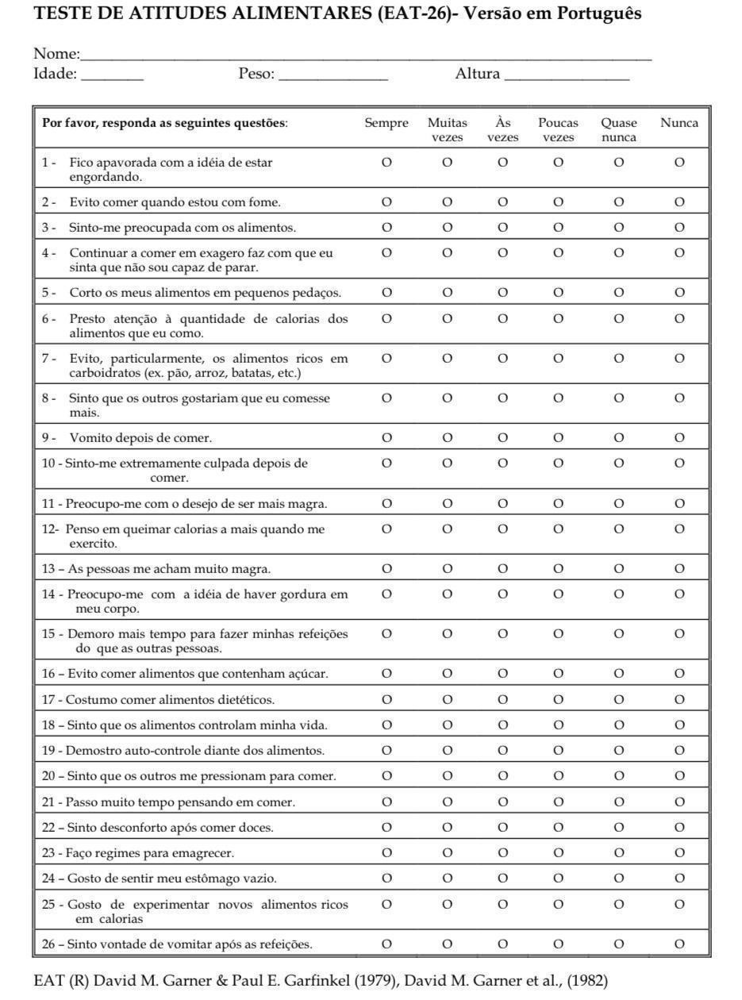 TESTE DE ATITUDES ALIMENTARES (EAT-26)- Versão em Português
Nome:
Idade: Peso: Altura
Por favor, responda as seguintes questões: Sempre Muitas vezes Às vezes Poucas vezes Quase nunca Nunca
1 - Fico apavorada com a idéia de estar O O O O O O
engordando.
2 - Evito comer quando estou com fome. O O O O O O
3 - Sinto-me preocupada com os alimentos. O O O O O O
4 - Continuar a comer em exagero faz com que eu O O O O O O
sinta que não sou capaz de parar.
5 - Corto os meus alimentos em pequenos pedaços. O O O O O O
6 - Presto atenção à quantidade de calorias dos O O O O O O
alimentos que eu como.
7 - Evito, particularmente, os alimentos ricos em O O O O O O
carboidratos (ex. pão, arroz, batatas, etc.)
8 - Sinto que os outros gostariam que eu comesse O O O O O O
mais.
9 - Vomito depois de comer. O O O O O O
10 - Sinto-me extremamente culpada depois de O O O O O O
comer.
11 - Preocupo-me com o desejo de ser mais magra. O O O O O O
12- Penso em queimar calorias a mais quando me O O O O O O
exercito.
13 – As pessoas me acham muito magra. O O O O O O
14 - Preocupo-me com a idéia de haver gordura em O O O O O O
meu corpo.
15 - Demoro mais tempo para fazer minhas refeições O O O O O O
do que as outras pessoas.
16 – Evito comer alimentos que contenham açúcar. O O O O O O
17 - Costumo comer alimentos dietéticos. O O O O O O
18 – Sinto que os alimentos controlam minha vida. O O O O O O
19 - Demostro auto-controle diante dos alimentos. O O O O O O
20 – Sinto que os outros me pressionam para comer. O O O O O O
21 - Passo muito tempo pensando em comer. O O O O O O
22 – Sinto desconforto após comer doces. O O O O O O
23 - Faço regimes para emagrecer. O O O O O O
24 – Gosto de sentir meu estômago vazio. O O O O O O
25 - Gosto de experimentar novos alimentos ricos O O O O O O
em calorias
26 – Sinto vontade de vomitar após as refeições. O O O O O O
EAT (R) David M. Garner & Paul E. Garfinkel (1979), David M. Garner et al., (1982)